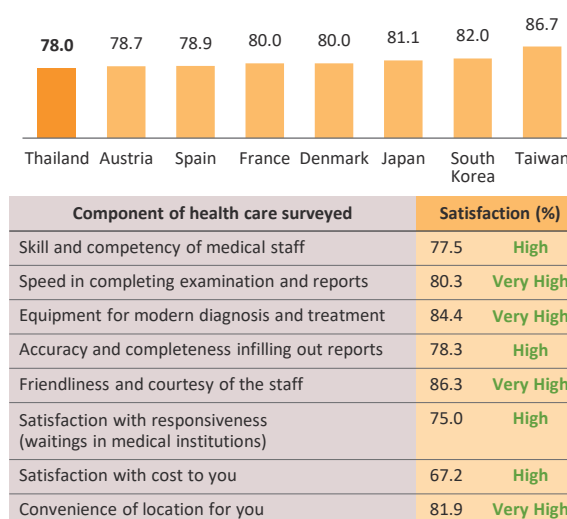 78.0 78.7 78.9 80.0 80.0 81.1 82.0 86.7
Thailand Austria Spain France Denmark Japan South Korea Taiwan
Component of health care surveyed Satisfaction (%)
Skill and competency of medical staff 77.5 High
Speed in completing examination and reports 80.3 Very High
Equipment for modern diagnosis and treatment 84.4 Very High
Accuracy and completeness infilling out reports 78.3 High
Friendliness and courtesy of the staff 86.3 Very High
Satisfaction with responsiveness 75.0 High
(waitings in medical institutions)
Satisfaction with cost to you 67.2 High
Convenience of location for you 81.9 Very High